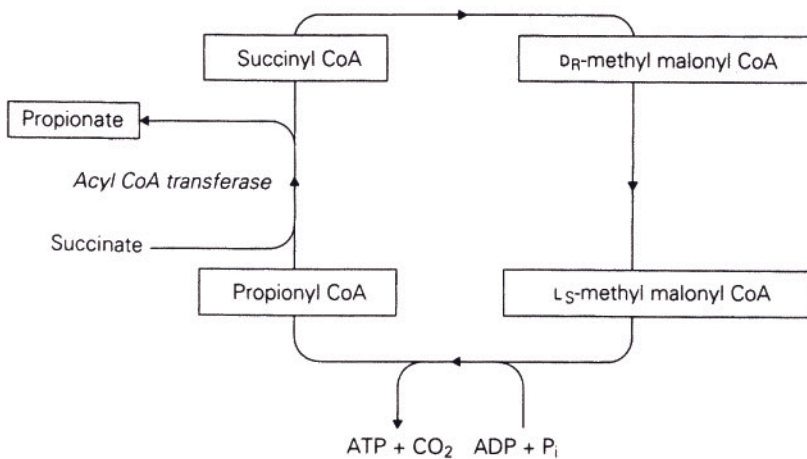 Succinyl CoA
DR-methyl malonyl CoA
Propionate
Acyl CoA transferase
Succinate
Propionyl CoA
LS-methyl malonyl CoA
ATP + CO₂
ADP + Pᵢ